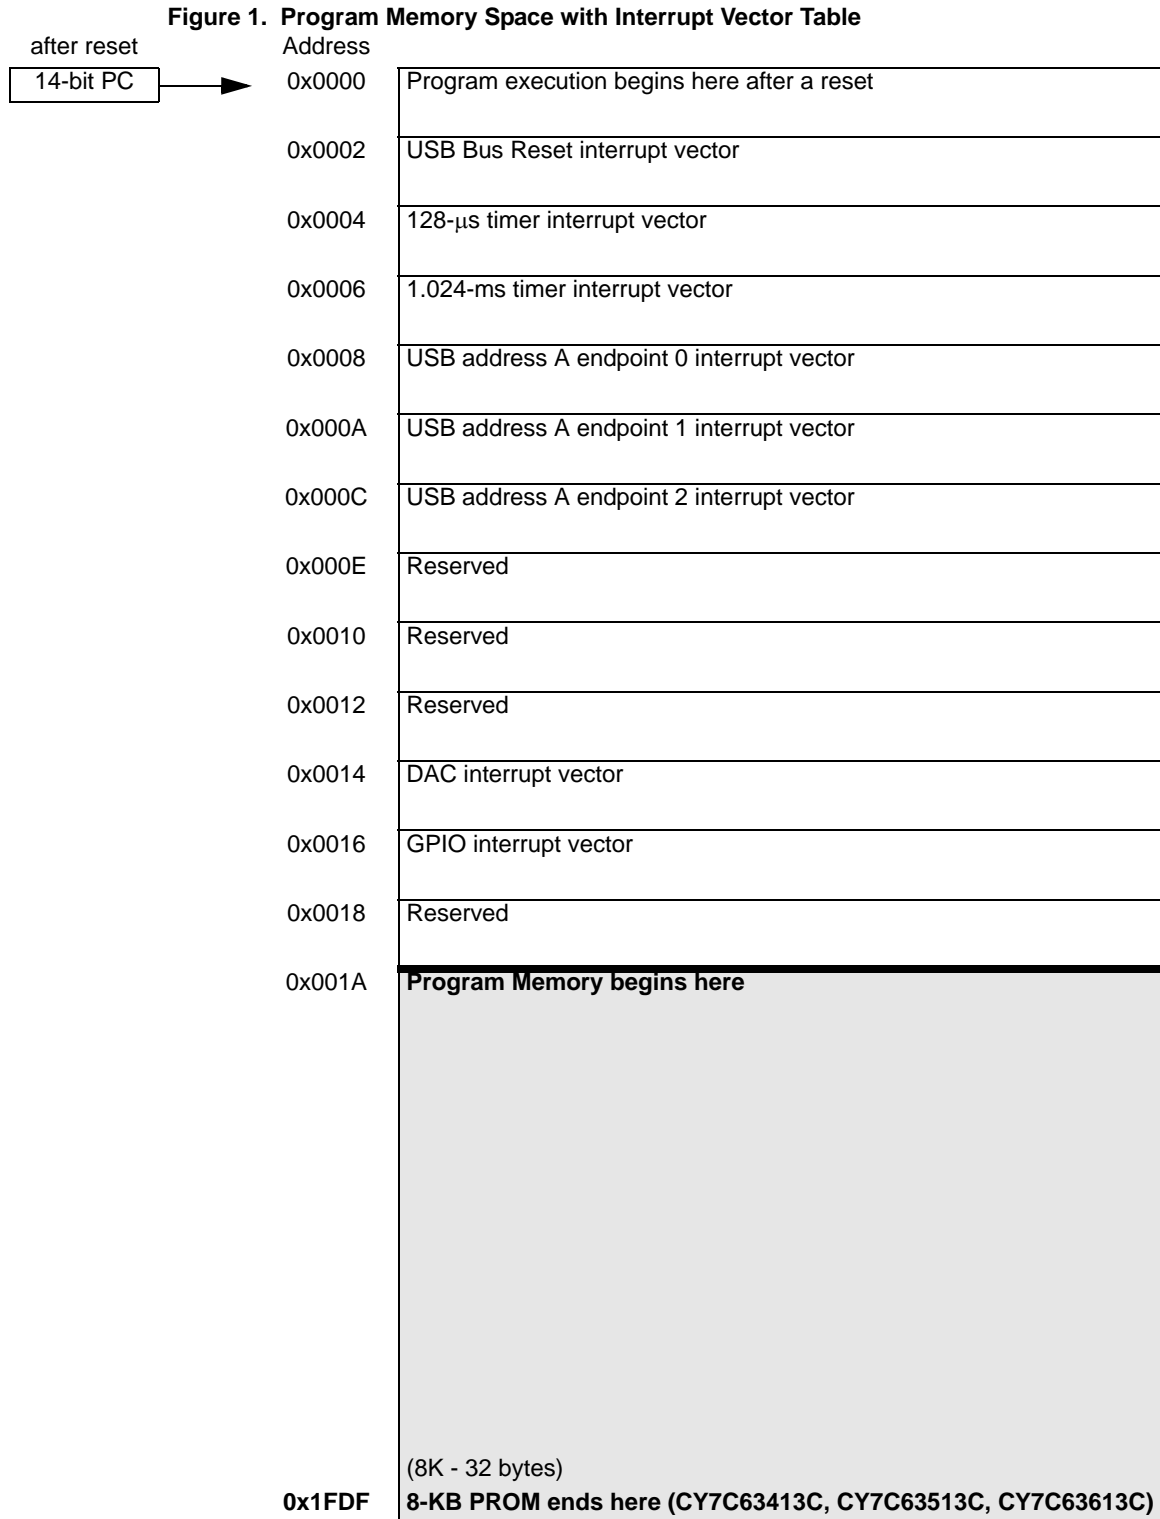 Figure 1. Program Memory Space with Interrupt Vector Table
after reset Address
14-bit PC 0x0000 Program execution begins here after a reset
0x0002 USB Bus Reset interrupt vector
0x0004 128-μs timer interrupt vector
0x0006 1.024-ms timer interrupt vector
0x0008 USB address A endpoint 0 interrupt vector
0x000A USB address A endpoint 1 interrupt vector
0x000C USB address A endpoint 2 interrupt vector
0x000E Reserved
0x0010 Reserved
0x0012 Reserved
0x0014 DAC interrupt vector
0x0016 GPIO interrupt vector
0x0018 Reserved
0x001A Program Memory begins here
(8K - 32 bytes)
0x1FDF 8-KB PROM ends here (CY7C63413C, CY7C63513C, CY7C63613C)